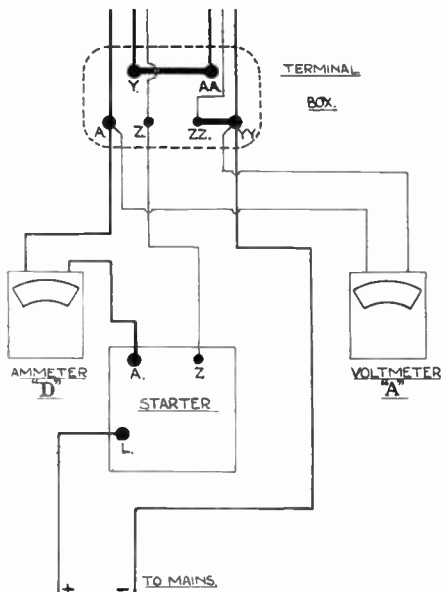 TERMINAL
BOX.
Y. AA.
A. Z. ZZ. YY.
AMMETER
"D"
VOLTMETER
"A"
A. Z
STARTER
L.
+ −
TO MAINS.